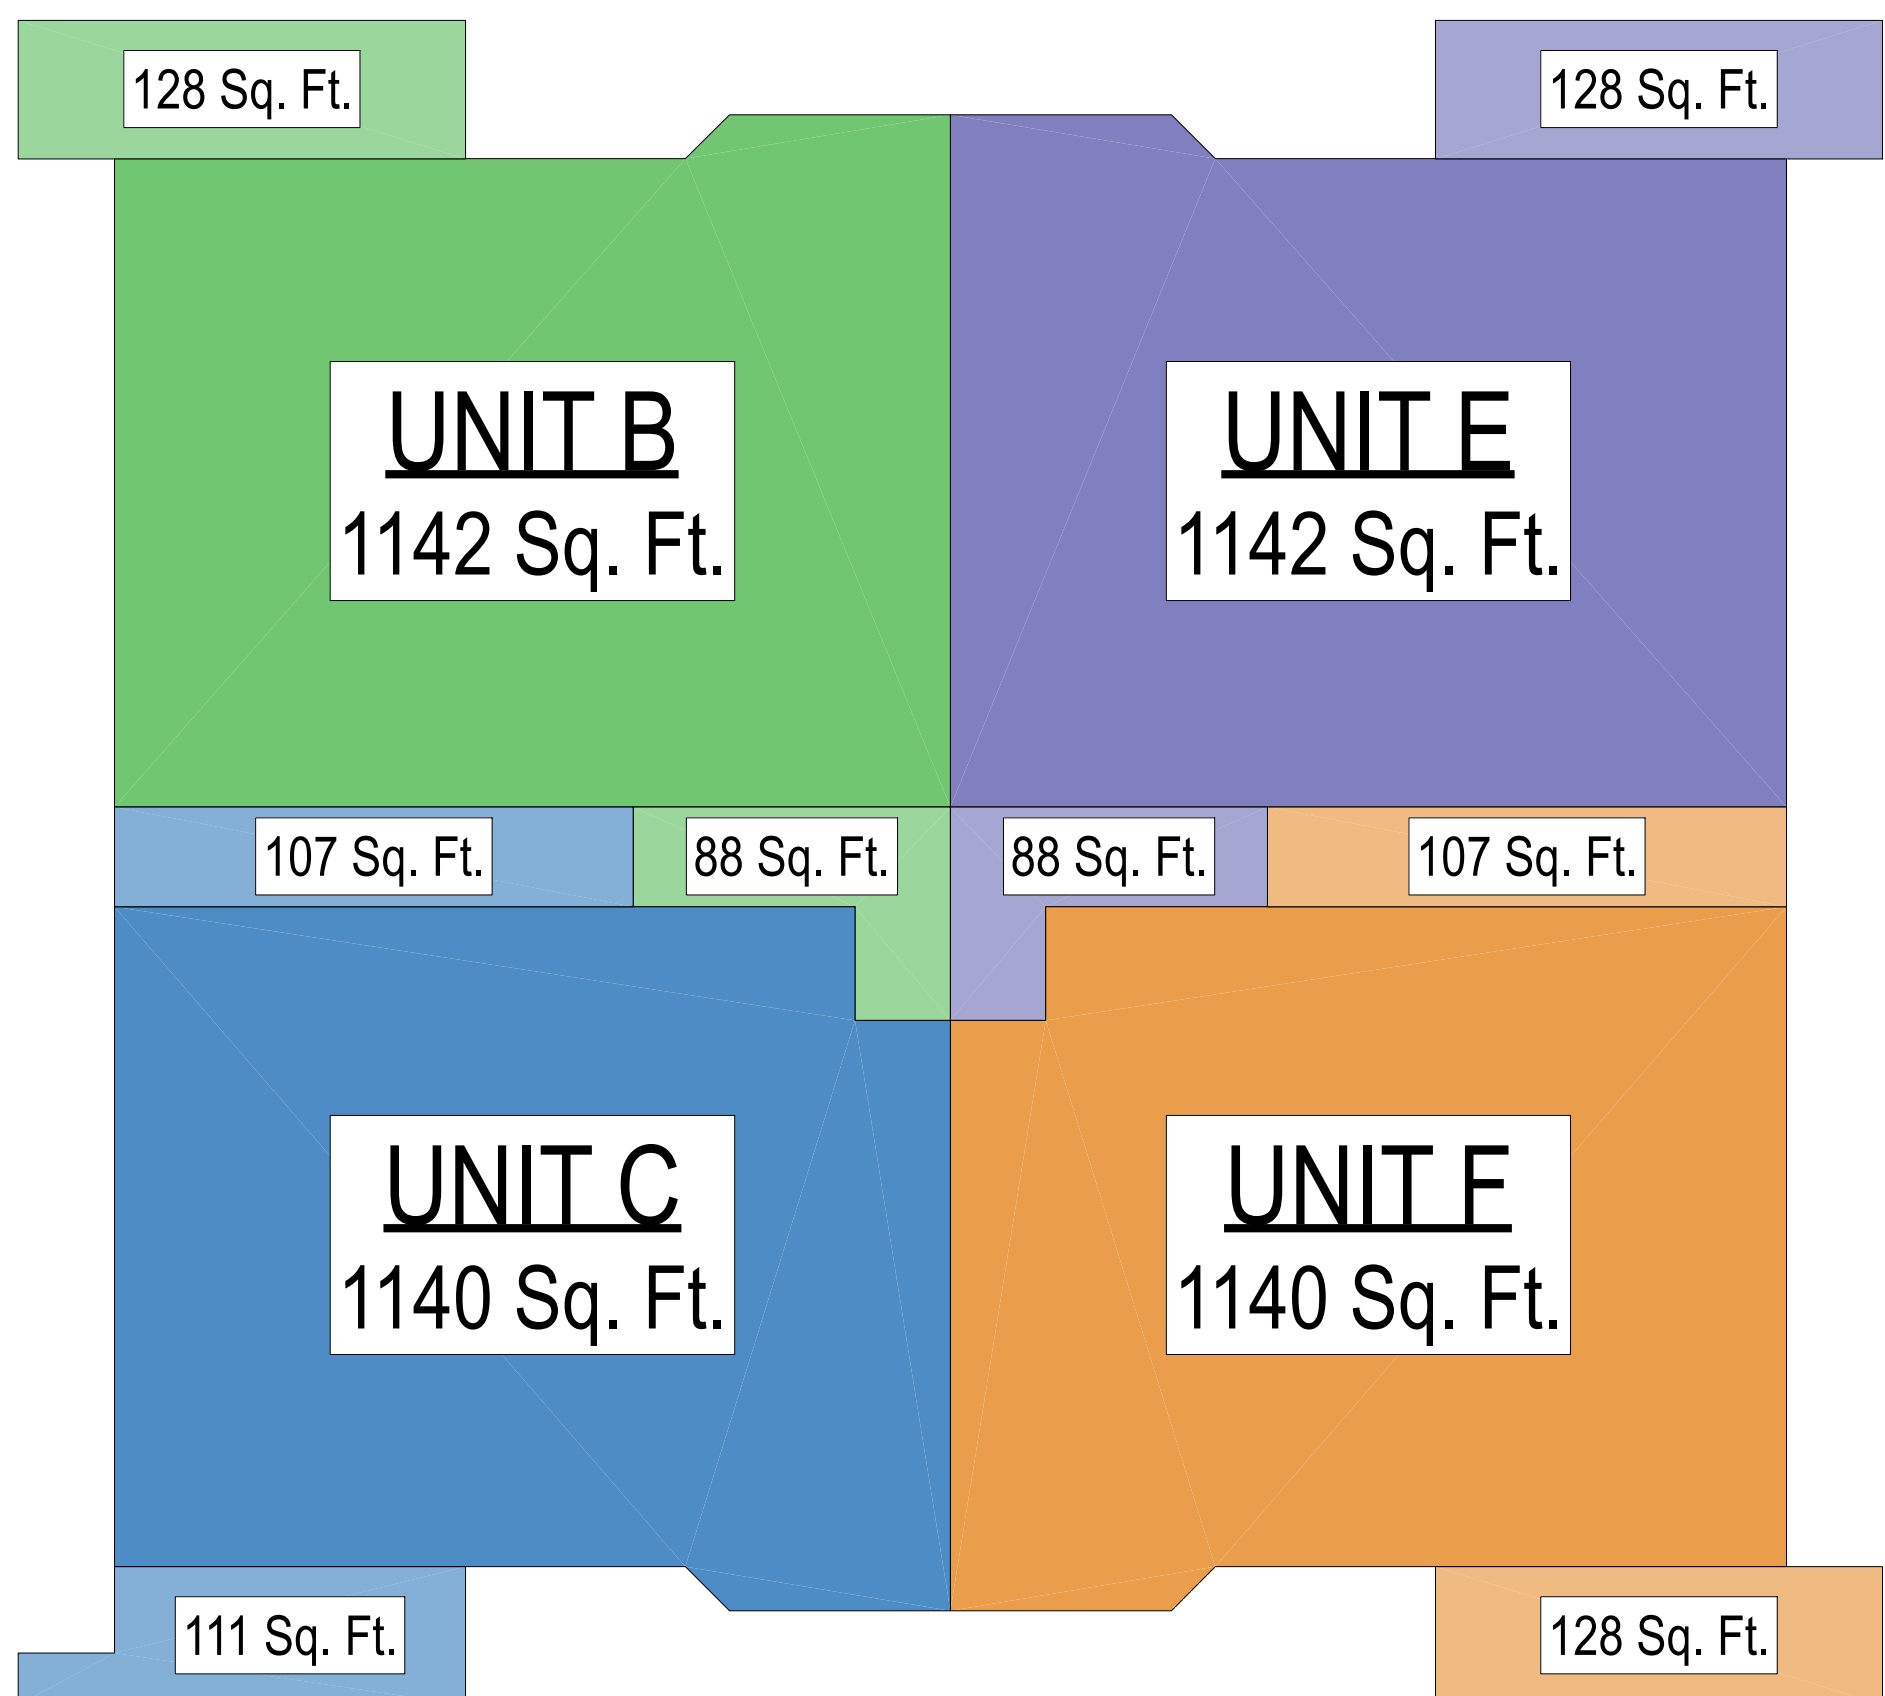 128 Sq. Ft.
128 Sq. Ft.
UNIT B
1142 Sq. Ft.
UNIT E
1142 Sq. Ft.
107 Sq. Ft.
88 Sq. Ft.
88 Sq. Ft.
107 Sq. Ft.
UNIT C
1140 Sq. Ft.
UNIT F
1140 Sq. Ft.
111 Sq. Ft.
128 Sq. Ft.